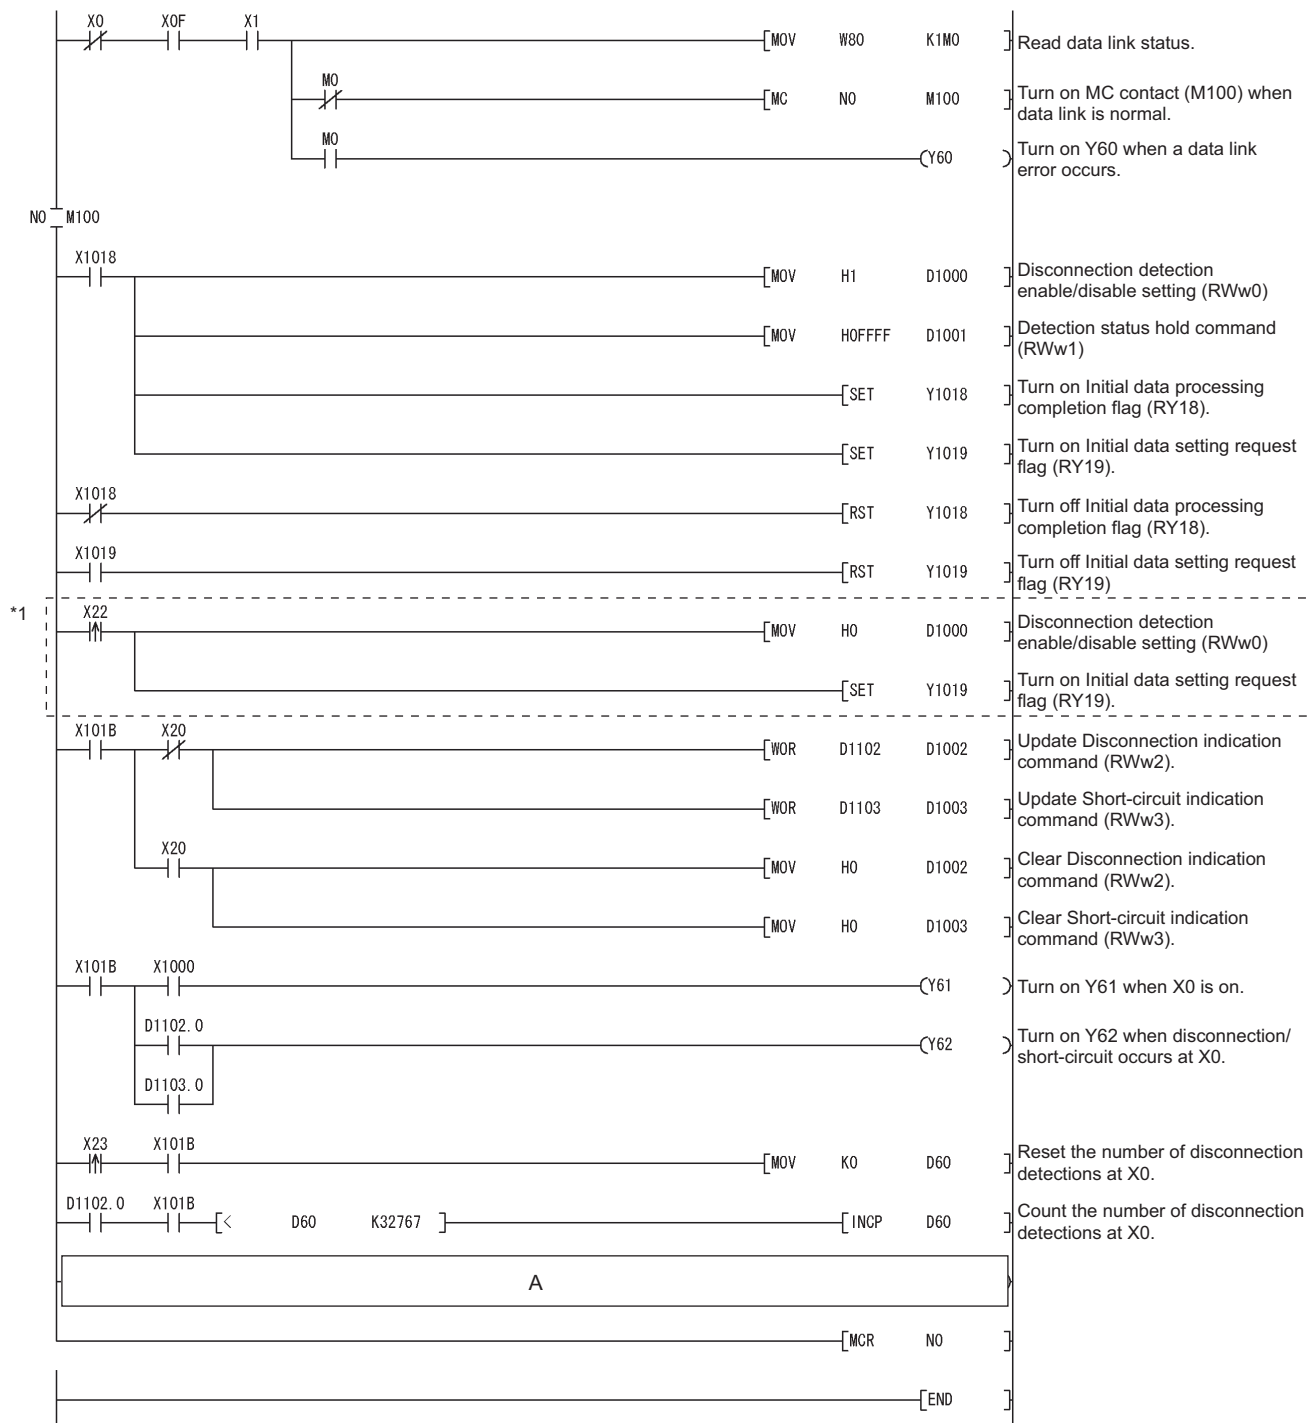 X0 X0F X1
MOV W80 K1M0
Read data link status.
M0
MC N0 M100
Turn on MC contact (M100) when
data link is normal.
M0
Y60
Turn on Y60 when a data link
error occurs.
N0 M100
X1018
MOV H1 D1000
Disconnection detection
enable/disable setting (RWw0)
MOV H0FFFF D1001
Detection status hold command
(RWw1)
SET Y1018
Turn on Initial data processing
completion flag (RY18).
SET Y1019
Turn on Initial data setting request
flag (RY19).
X1018
RST Y1018
Turn off Initial data processing
completion flag (RY18).
X1019
RST Y1019
Turn off Initial data setting request
flag (RY19)
*1
X22
MOV H0 D1000
Disconnection detection
enable/disable setting (RWw0)
SET Y1019
Turn on Initial data setting request
flag (RY19).
X101B X20
WOR D1102 D1002
Update Disconnection indication
command (RWw2).
WOR D1103 D1003
Update Short-circuit indication
command (RWw3).
X20
MOV H0 D1002
Clear Disconnection indication
command (RWw2).
MOV H0 D1003
Clear Short-circuit indication
command (RWw3).
X101B X1000
Y61
Turn on Y61 when X0 is on.
D1102.0
Y62
Turn on Y62 when disconnection/
short-circuit occurs at X0.
D1103.0
X23 X101B
MOV K0 D60
Reset the number of disconnection
detections at X0.
D1102.0 X101B
< D60 K32767
INCP D60
Count the number of disconnection
detections at X0.
A
MCR N0
END